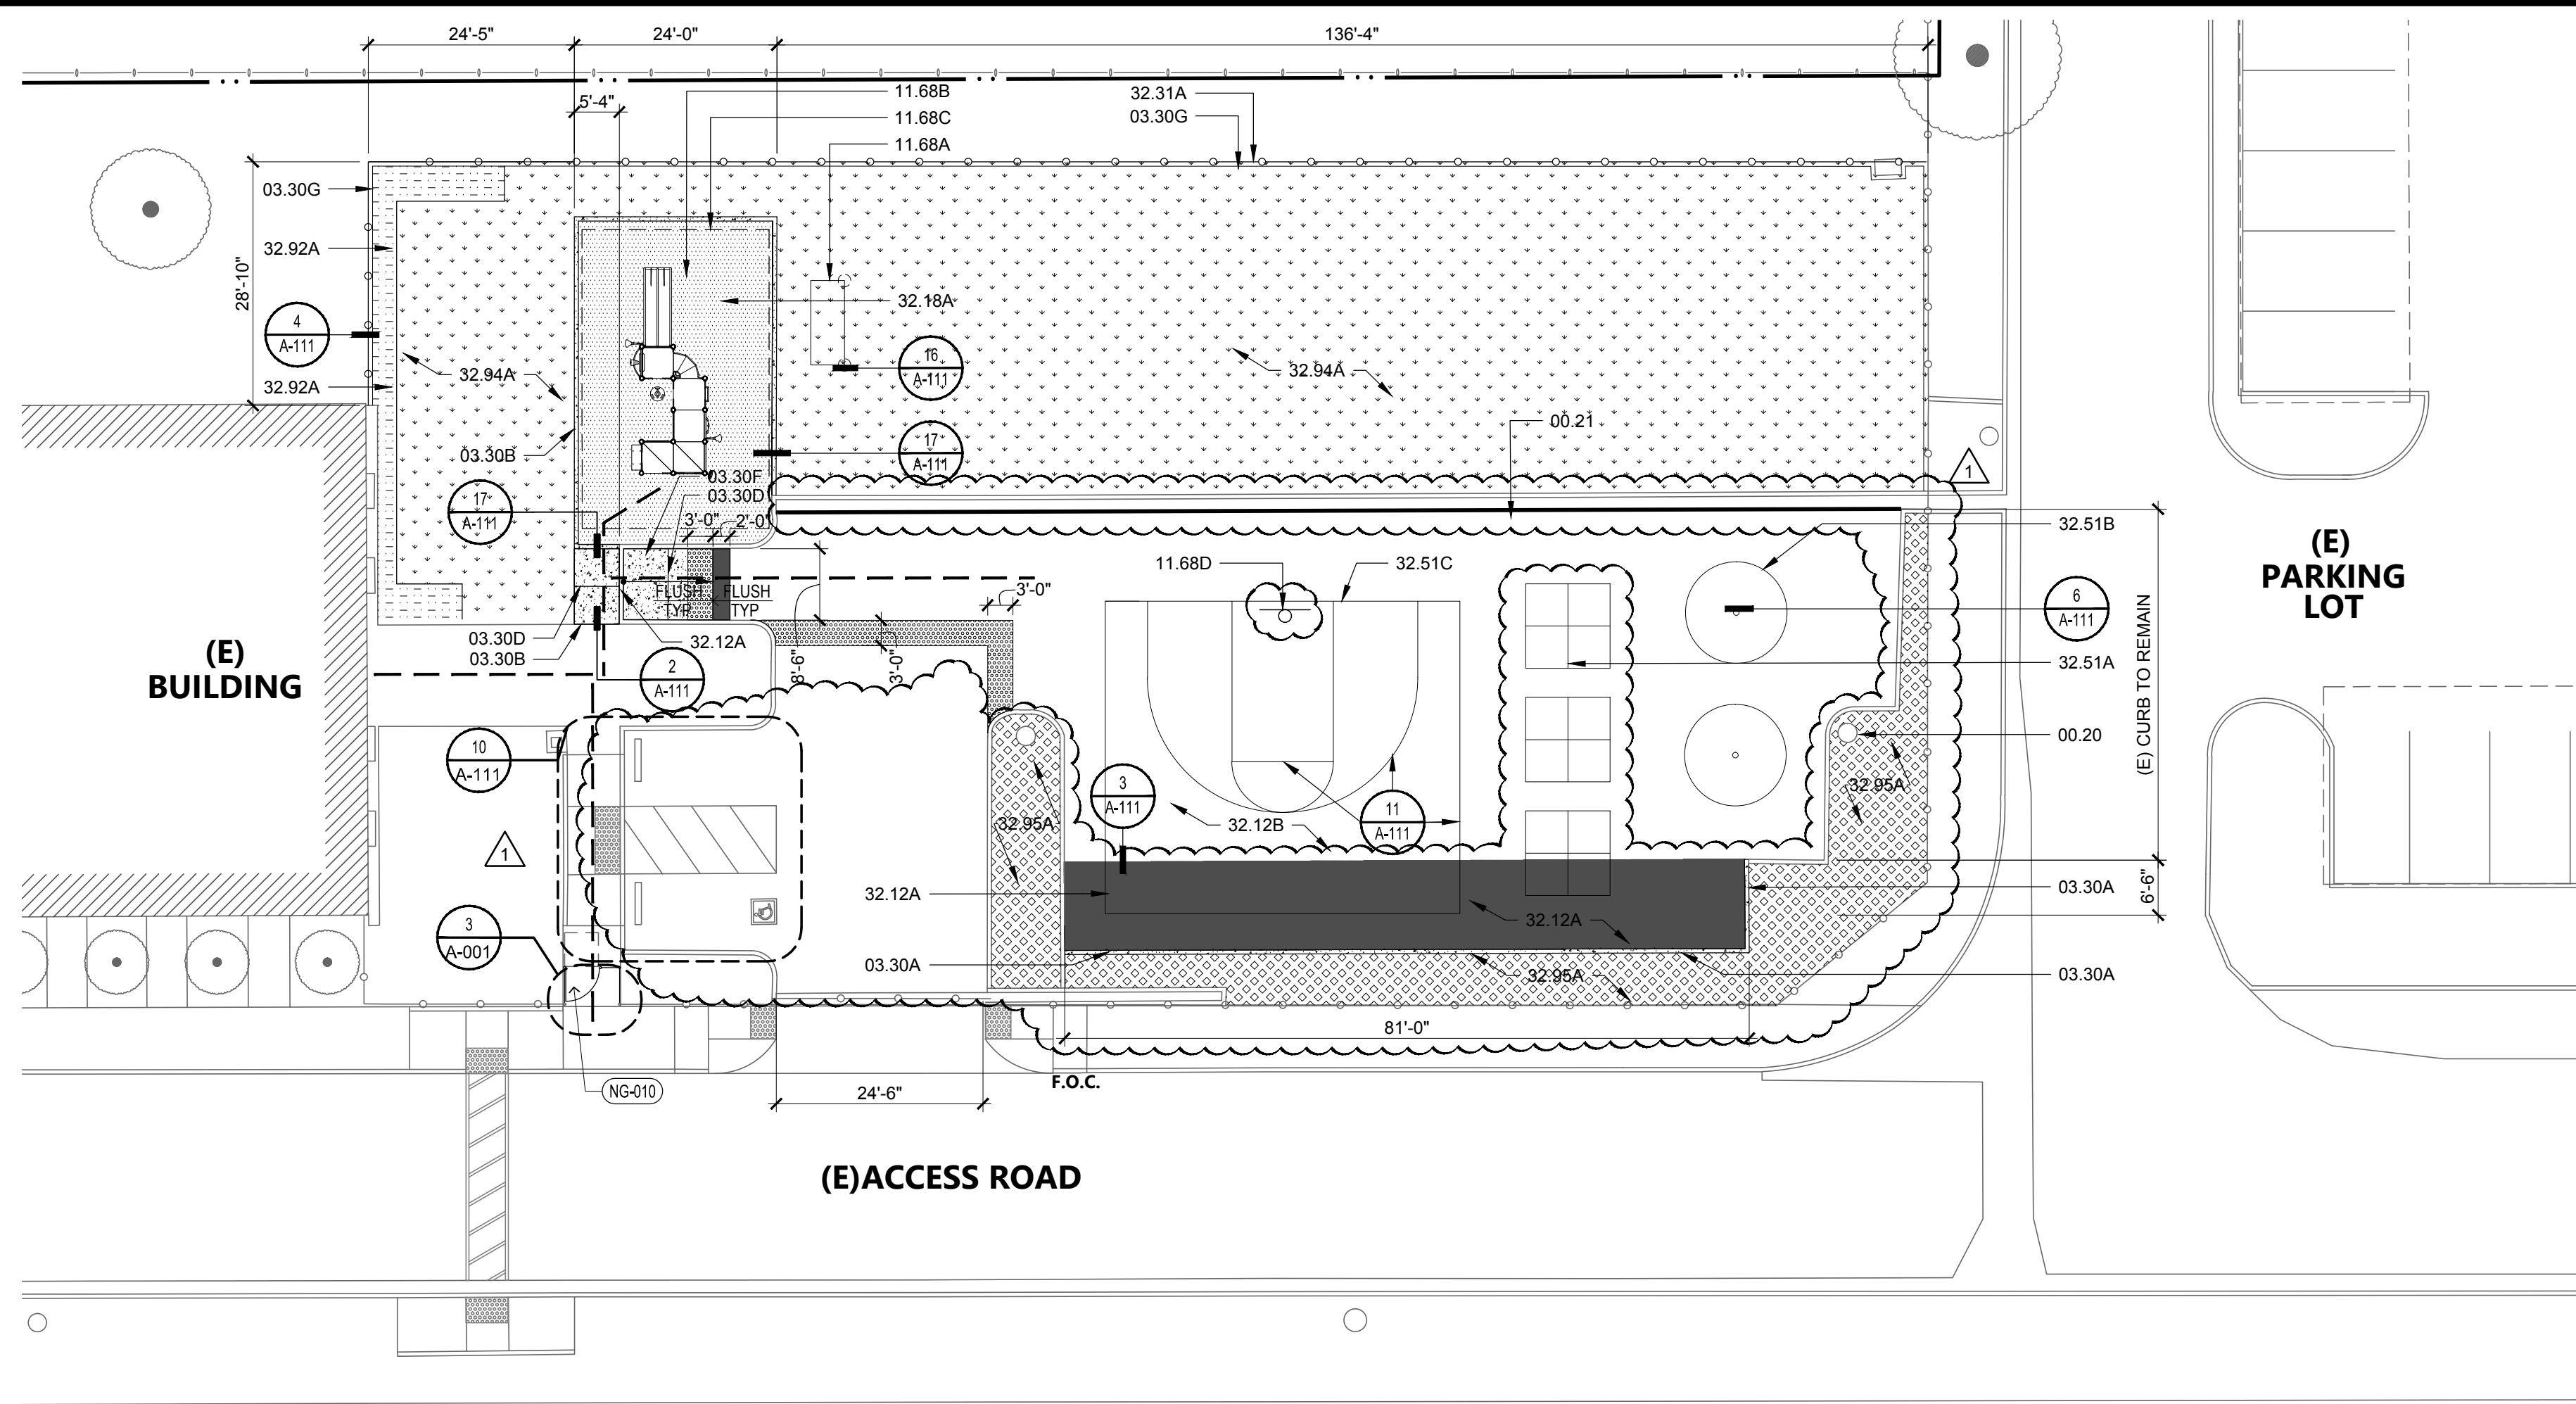 24'-5"
24'-0"
136'-4"
5'-4"
11.68B
11.68C
11.68A
32.31A
03.30G
03.30G
32.92A
28'-10"
4
A-111
32.94A
32.92A
32.18A
16
A-111
32.94A
00.21
17
A-111
03.30B
03.30F
03.30D
17
A-111
3'-0"
2'-0"
1
32.51B
(E)
PARKING
LOT
11.68D
32.51C
3'-0"
FLUSH
TYP
FLUSH
TYP
6
A-111
03.30D
03.30B
32.12A
(E)
BUILDING
2
A-111
8'-6"
3'-0"
32.51A
(E) CURB TO REMAIN
00.20
10
A-111
3
A-111
32.95A
32.12B
11
A-111
32.95A
1
32.12A
32.12A
03.30A
6'-6"
3
A-001
03.30A
32.95A
03.30A
81'-0"
NG-010
24'-6"
F.O.C.
(E)ACCESS ROAD